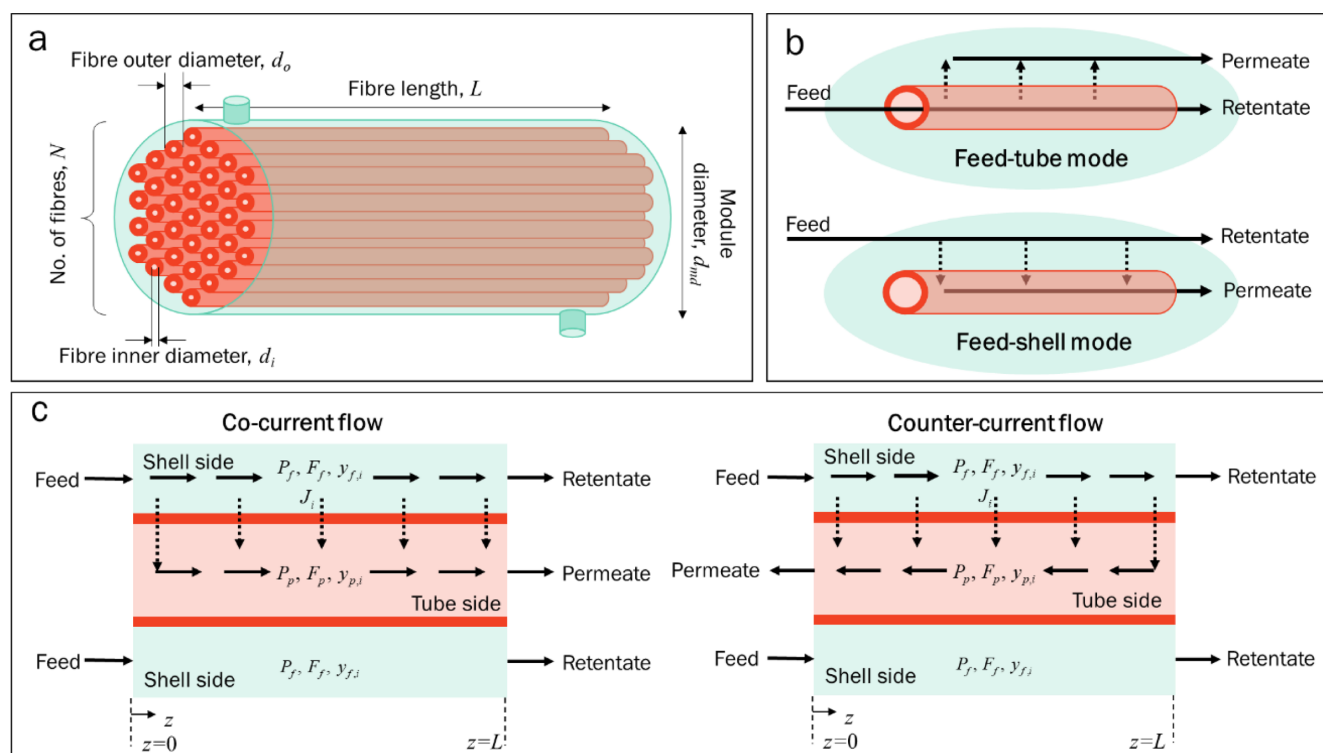 a
Fibre outer diameter, dₒ
Fibre length, L
No. of fibres, N
Module
diameter, d_md
Fibre inner diameter, dᵢ
b
Feed
Permeate
Retentate
Feed-tube mode
Feed
Retentate
Permeate
Feed-shell mode
c
Co-current flow
Shell side
P_f, F_f, y_f,i
Feed
Retentate
J_i
P_p, F_p, y_p,i
Permeate
Tube side
Feed
P_f, F_f, y_f,i
Retentate
Shell side
z
z=0
z=L
Counter-current flow
Shell side
P_f, F_f, y_f,i
Feed
Retentate
J_i
Permeate
P_p, F_p, y_p,i
Tube side
Feed
P_f, F_f, y_f,i
Retentate
Shell side
z
z=0
z=L